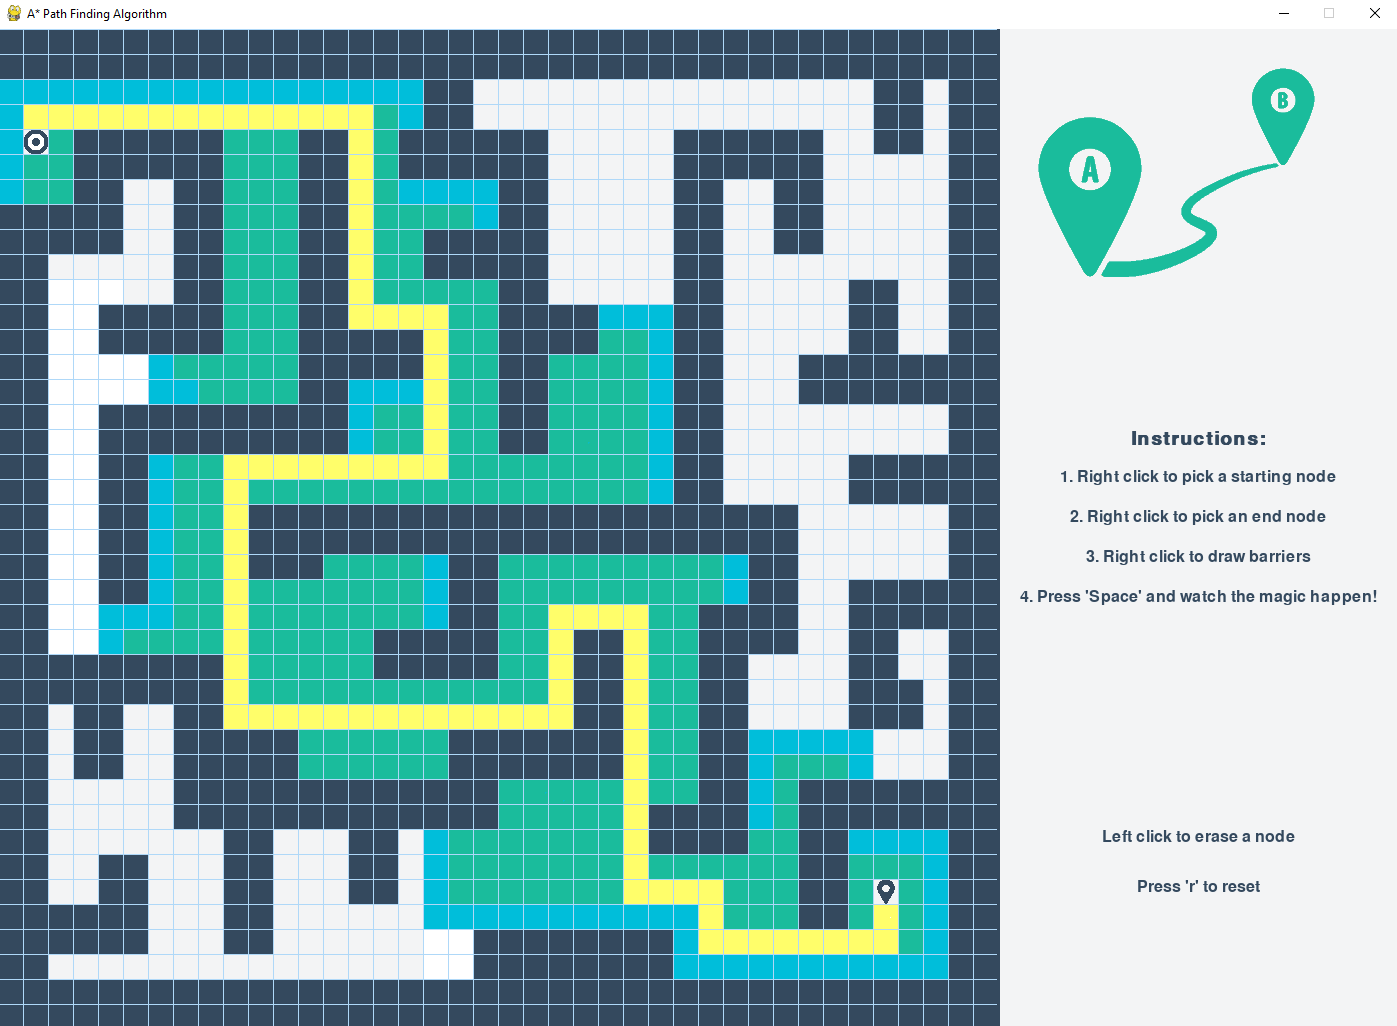 A* Path Finding Algorithm
A
B
Instructions:
1. Right click to pick a starting node
2. Right click to pick an end node
3. Right click to draw barriers
4. Press 'Space' and watch the magic happen!
Left click to erase a node
Press 'r' to reset